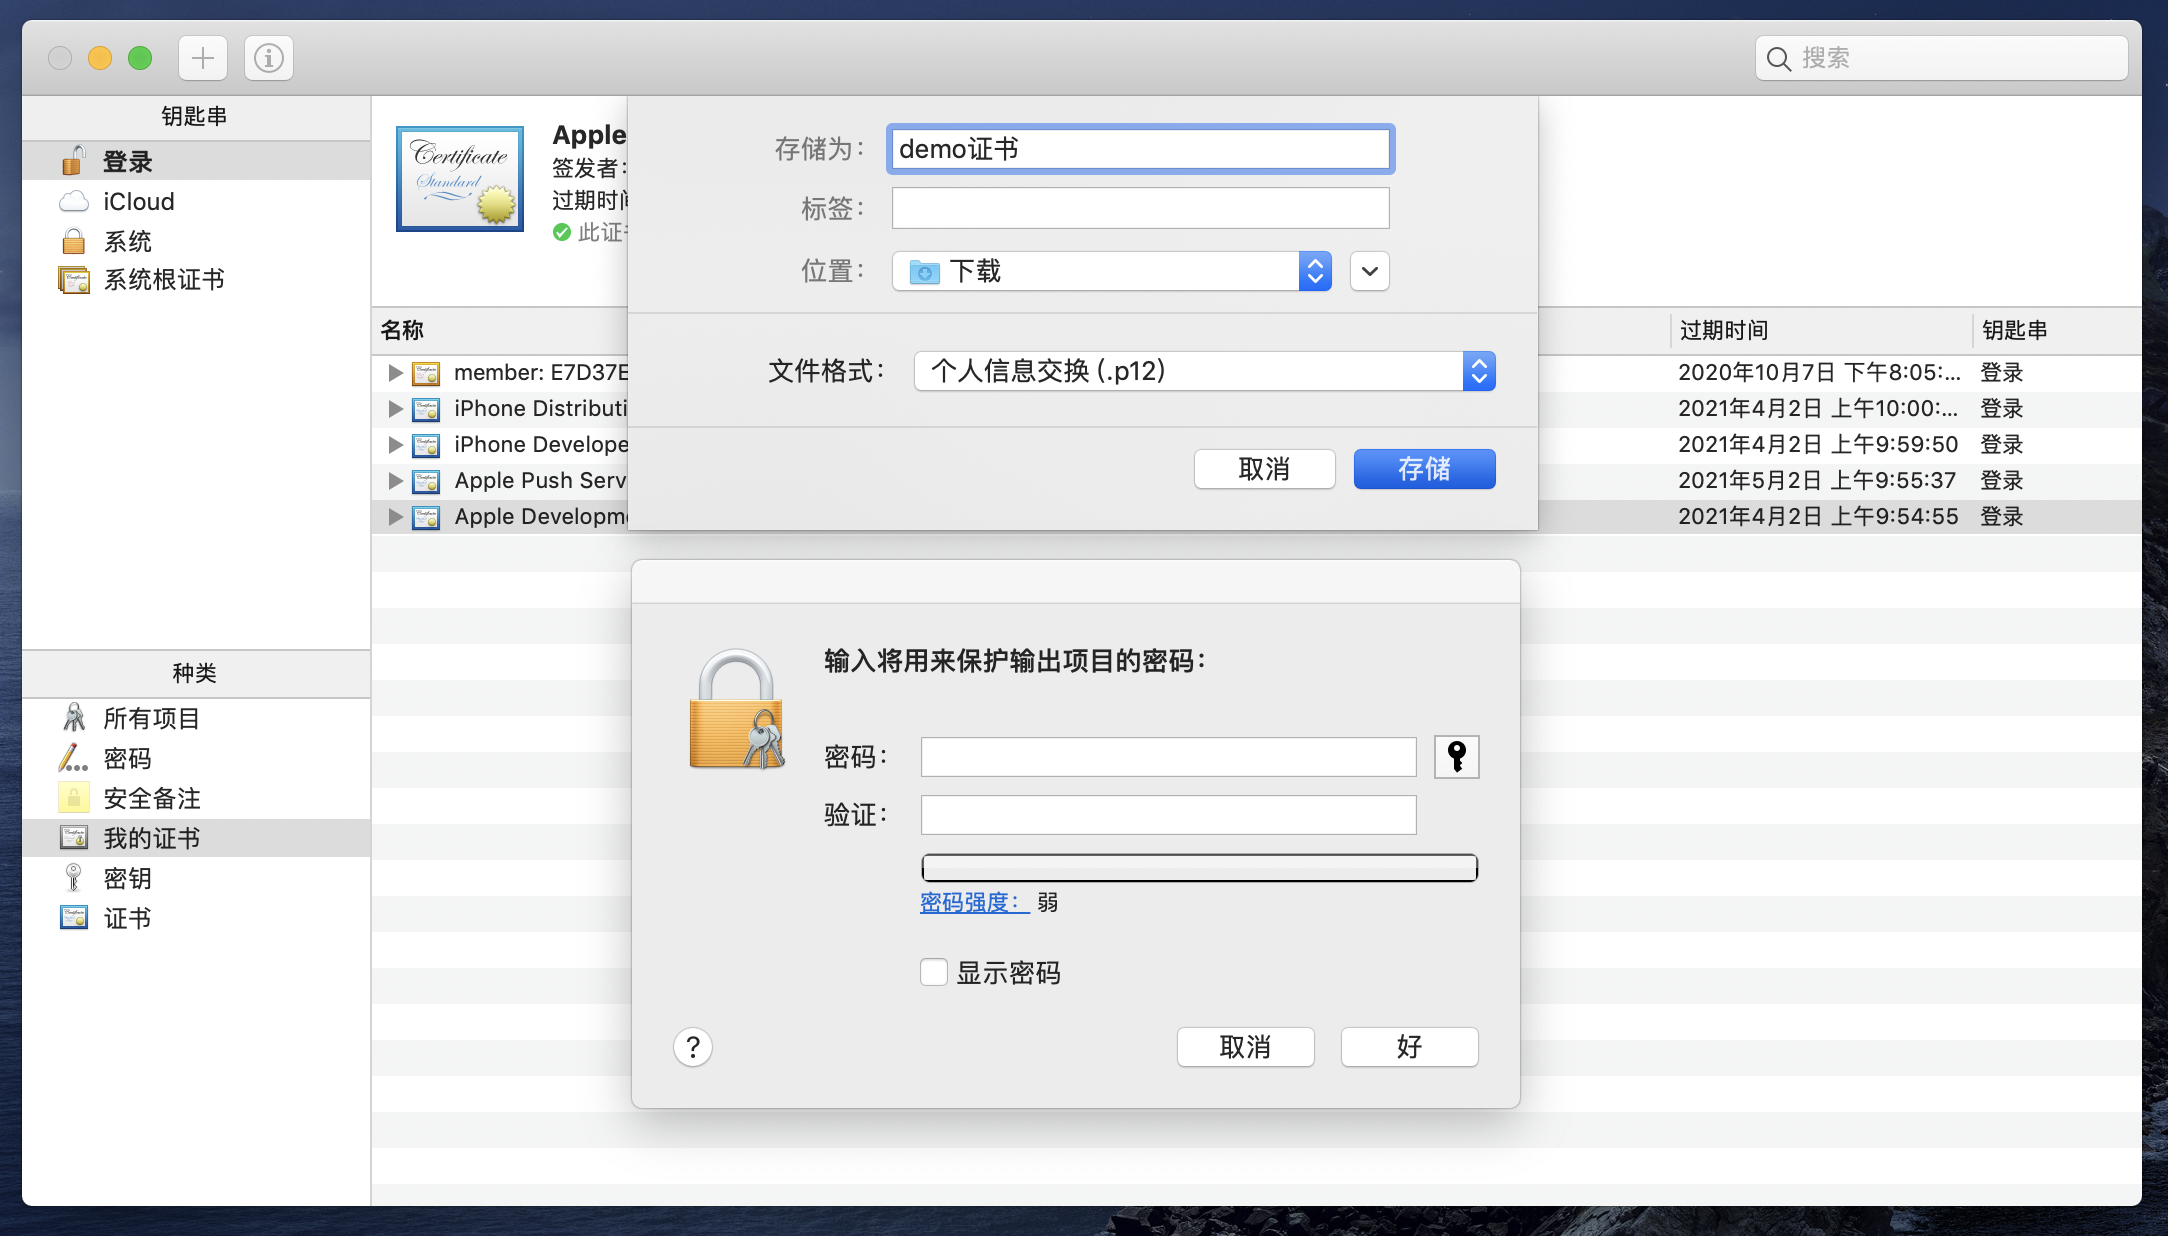 搜索
钥匙串
登录
iCloud
系统
系统根证书
种类
所有项目
密码
安全备注
我的证书
密钥
证书
Certificate
Standard
Apple
签发者：
过期时间
此证书
存储为：
demo证书
标签：
位置：
下载
文件格式：
个人信息交换 (.p12)
取消
存储
名称
过期时间
钥匙串
member: E7D37E
2020年10月7日 下午8:05:...
登录
iPhone Distributi
2021年4月2日 上午10:00:...
登录
iPhone Develope
2021年4月2日 上午9:59:50
登录
Apple Push Serv
2021年5月2日 上午9:55:37
登录
Apple Developme
2021年4月2日 上午9:54:55
登录
输入将用来保护输出项目的密码：
密码：
验证：
密码强度： 弱
显示密码
?
取消
好